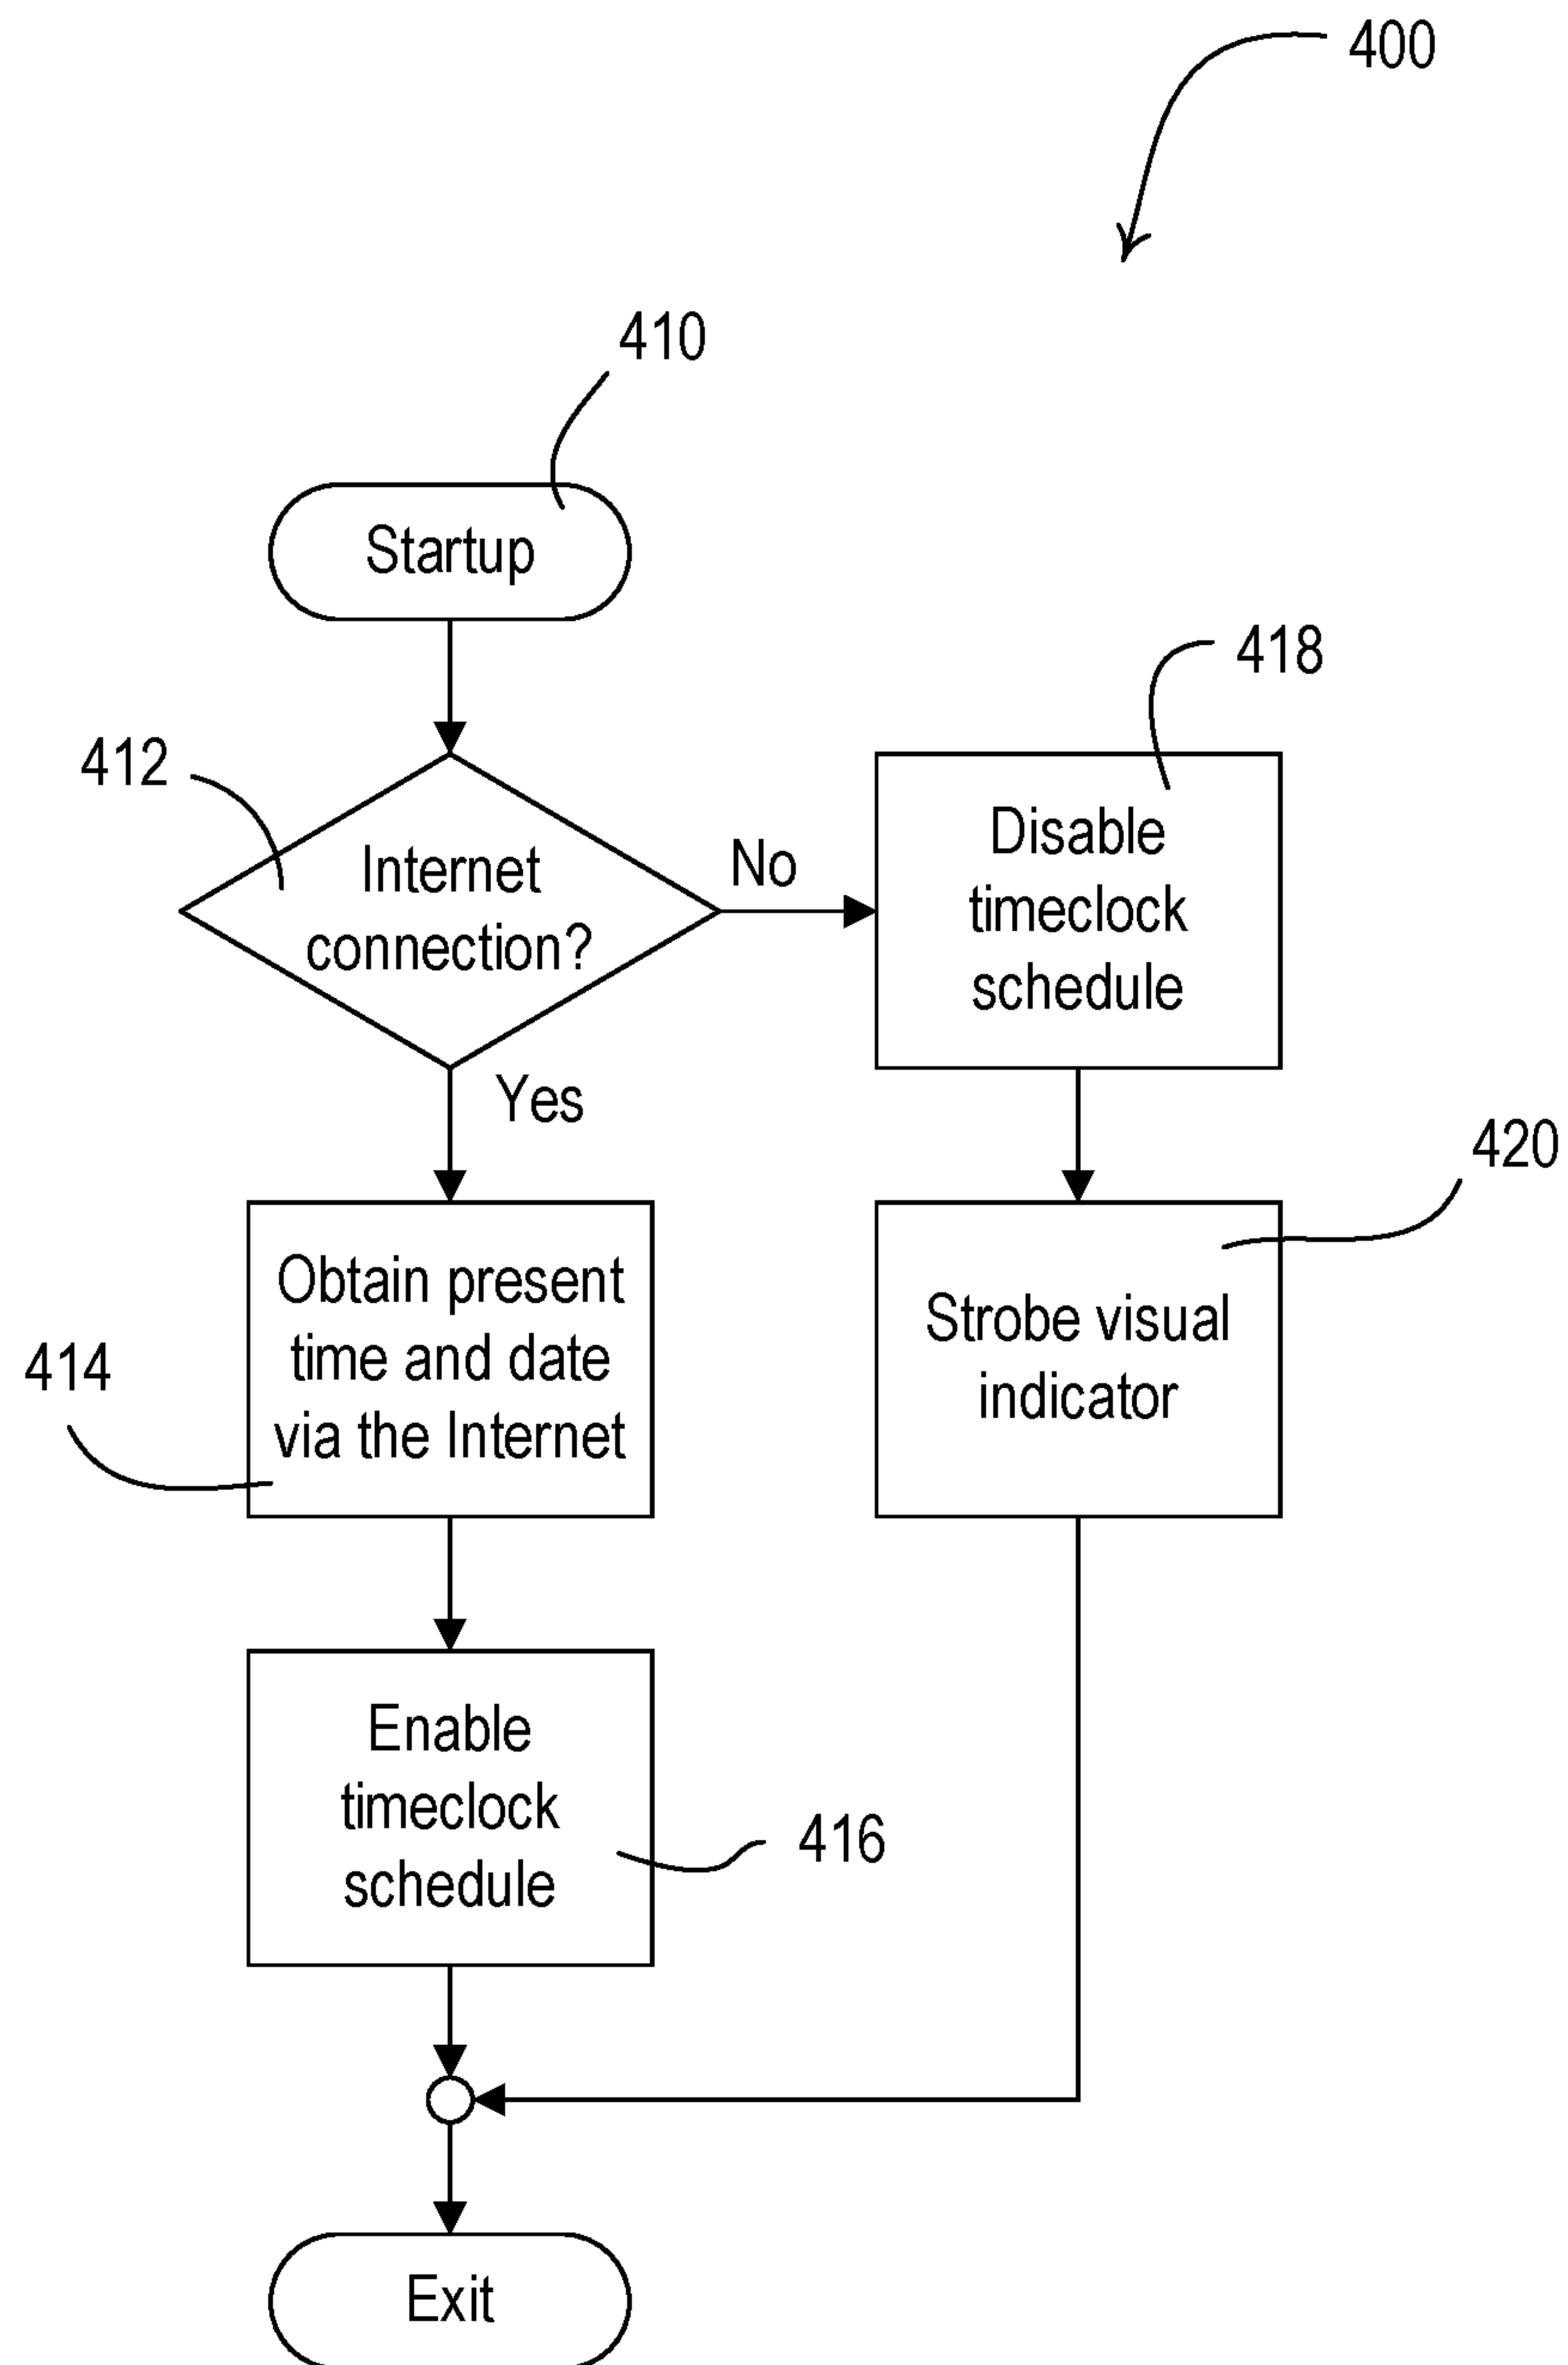 400
410
Startup
418
412
Internet
connection?
No
Disable
timeclock
schedule
Yes
420
Obtain present
time and date
via the Internet
414
Strobe visual
indicator
Enable
timeclock
schedule
416
Exit